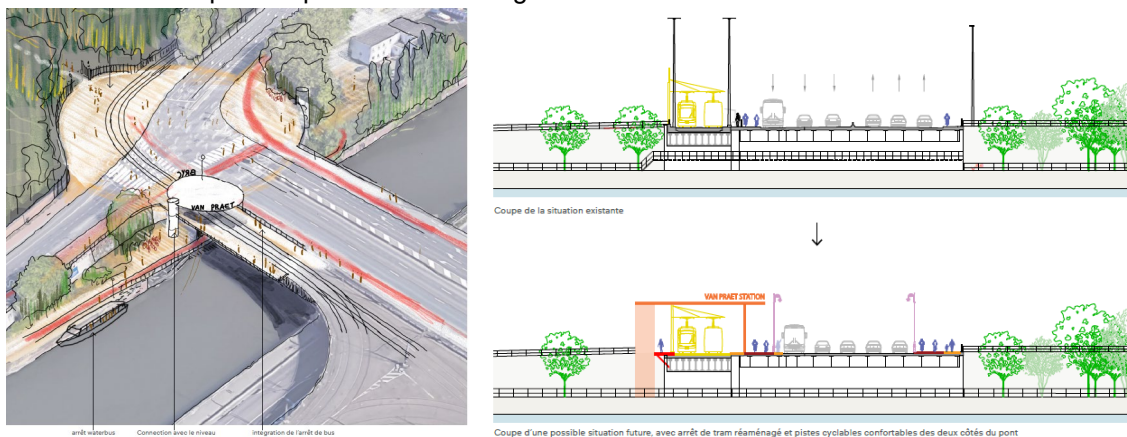 VAN PRAET
arrêt waterbus
Connection avec le niveau
integration de l'arrêt de bus
Coupe de la situation existante
VAN PRAET STATION
Coupe d'une possible situation future, avec arrêt de tram réaménagé et pistes cyclables confortables des deux côtés du pont